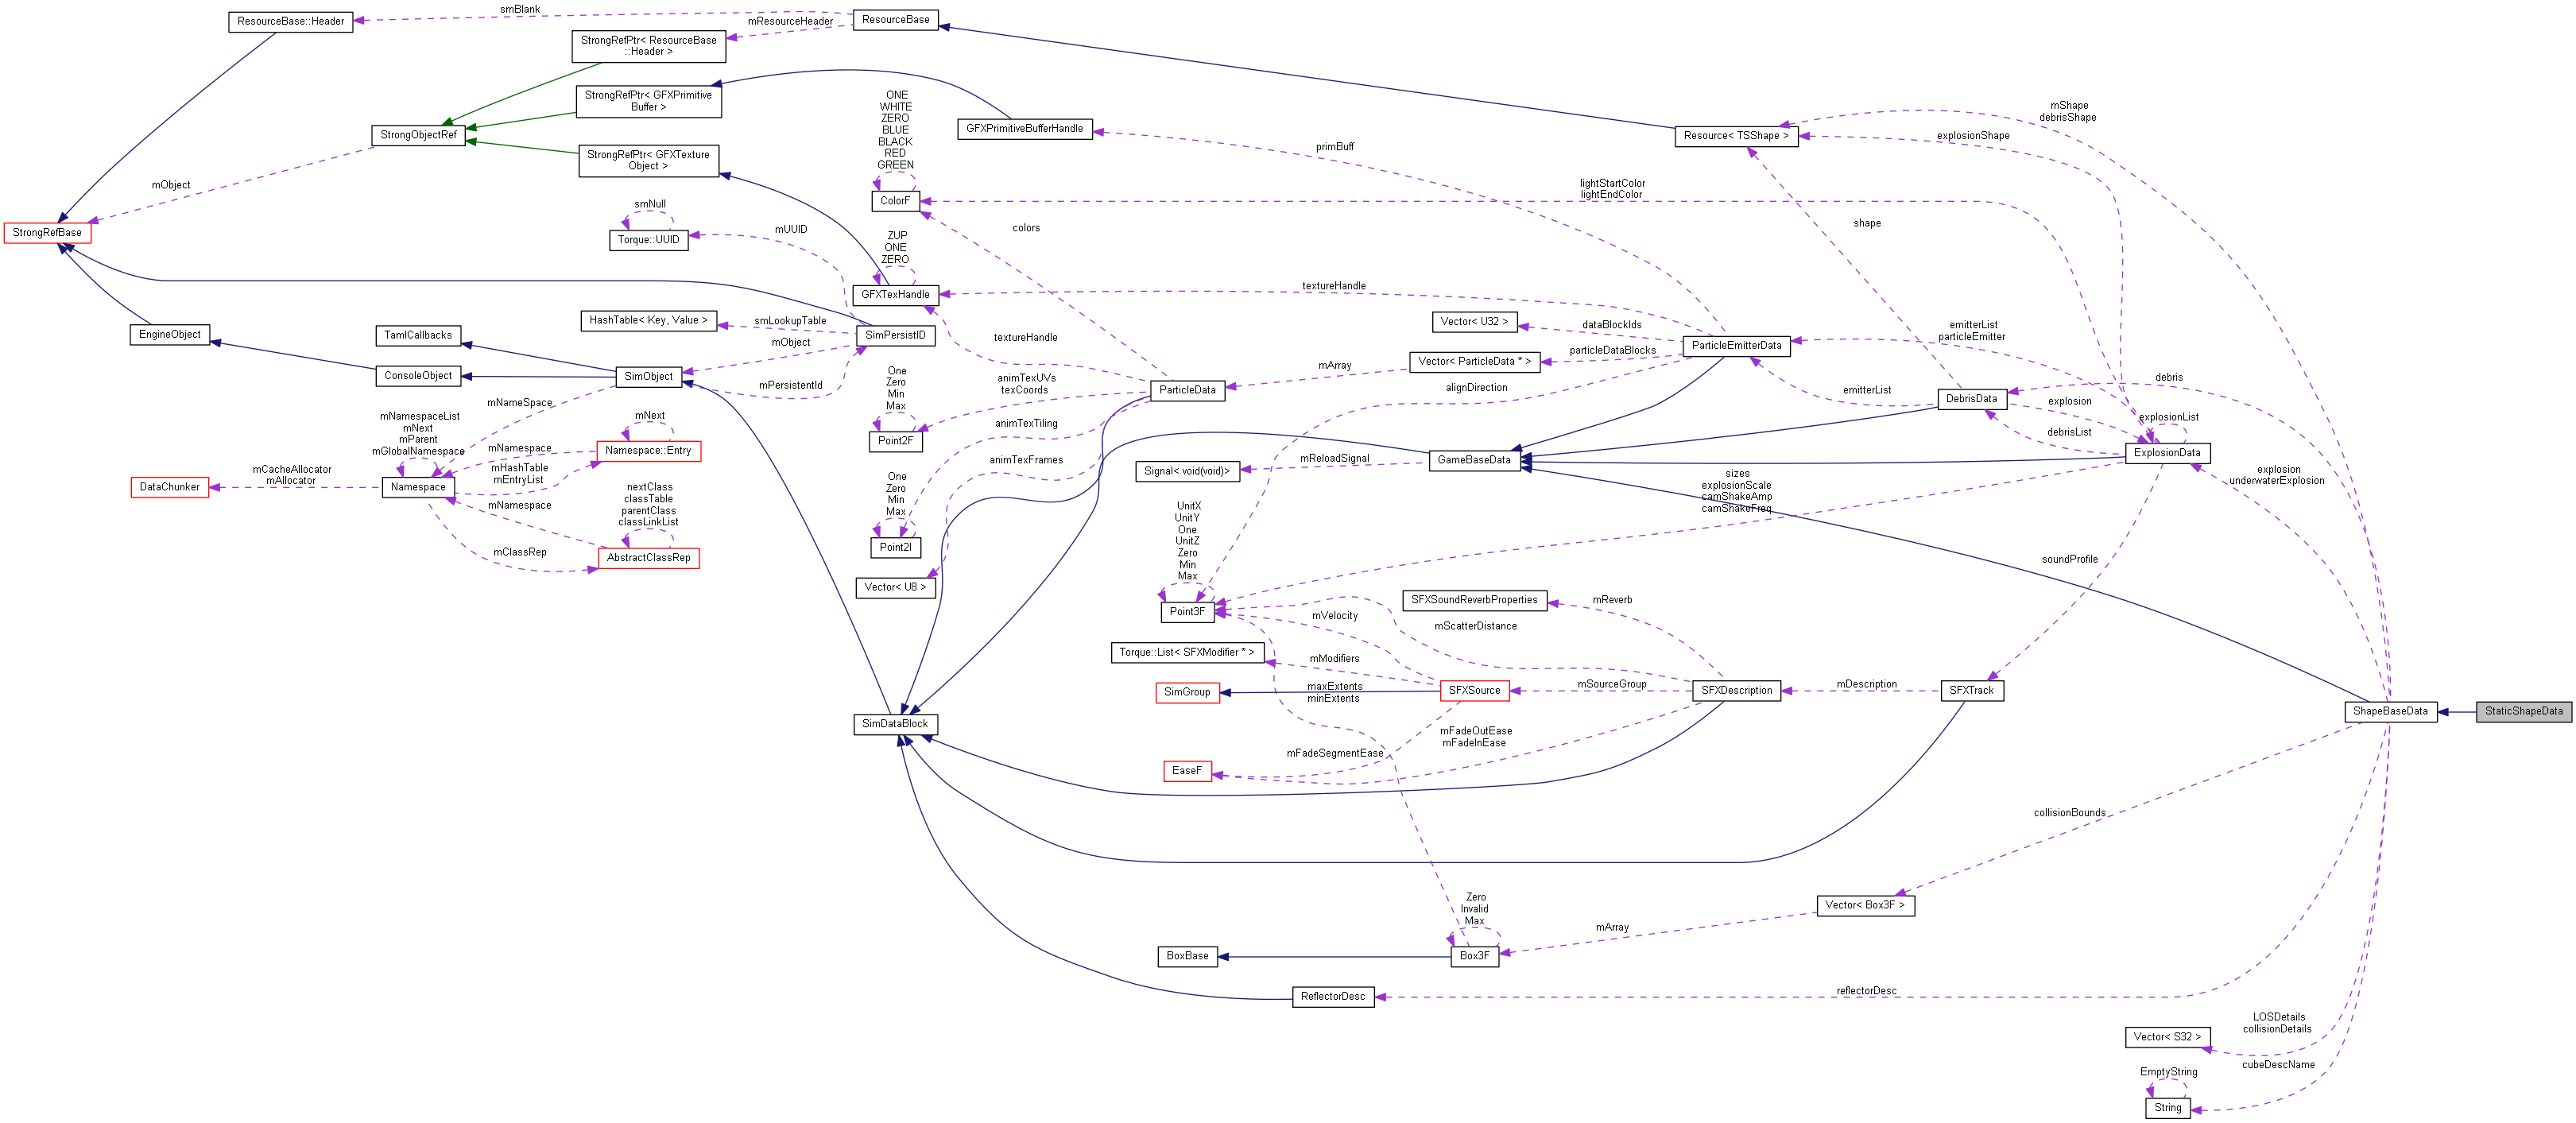 smBlank
ResourceBase::Header
ResourceBase
mResourceHeader
StrongRefPtr< ResourceBase
::Header >
StrongRefPtr< GFXPrimitive
Buffer >
ONE
WHITE
ZERO
BLUE
BLACK
RED
GREEN
mShape
debrisShape
StrongObjectRef
GFXPrimitiveBufferHandle
Resource< TSShape >
explosionShape
primBuff
StrongRefPtr< GFXTexture
Object >
mObject
ColorF
lightStartColor
lightEndColor
smNull
StrongRefBase
Torque::UUID
mUUID
colors
shape
ZUP
ONE
ZERO
GFXTexHandle
textureHandle
HashTable< Key, Value >
smLookupTable
EngineObject
TamlCallbacks
SimPersistID
mObject
textureHandle
Vector< U32 >
dataBlockIds
ParticleEmitterData
emitterList
particleEmitter
particleDataBlocks
Vector< ParticleData * >
mArray
ConsoleObject
SimObject
mPersistentId
One
Zero
Min
Max
animTexUVs
texCoords
ParticleData
alignDirection
emitterList
DebrisData
debris
mNameSpace
explosion
explosionList
mNamespaceList
mNext
mParent
mGlobalNamespace
mNext
mNamespace
Namespace::Entry
animTexTiling
Point2F
debrisList
ExplosionData
mHashTable
mEntryList
mCacheAllocator
mAllocator
DataChunker
Namespace
animTexFrames
mReloadSignal
GameBaseData
Signal< void(void)>
sizes
explosionScale
camShakeAmp
camShakeFreq
explosion
underwaterExplosion
nextClass
classTable
parentClass
classLinkList
mNamespace
One
Zero
Min
Max
UnitX
UnitY
One
UnitZ
Zero
Min
Max
mClassRep
AbstractClassRep
Point2I
soundProfile
Vector< U8 >
Point3F
SFXSoundReverbProperties
mReverb
mVelocity
mScatterDistance
Torque::List< SFXModifier * >
mModifiers
SimGroup
maxExtents
minExtents
SFXSource
mSourceGroup
SFXDescription
mDescription
SFXTrack
SimDataBlock
ShapeBaseData
StaticShapeData
mFadeOutEase
mFadeInEase
mFadeSegmentEase
EaseF
collisionBounds
Zero
Invalid
Max
Vector< Box3F >
mArray
BoxBase
Box3F
ReflectorDesc
reflectorDesc
LOSDetails
collisionDetails
Vector< S32 >
cubeDescName
EmptyString
String